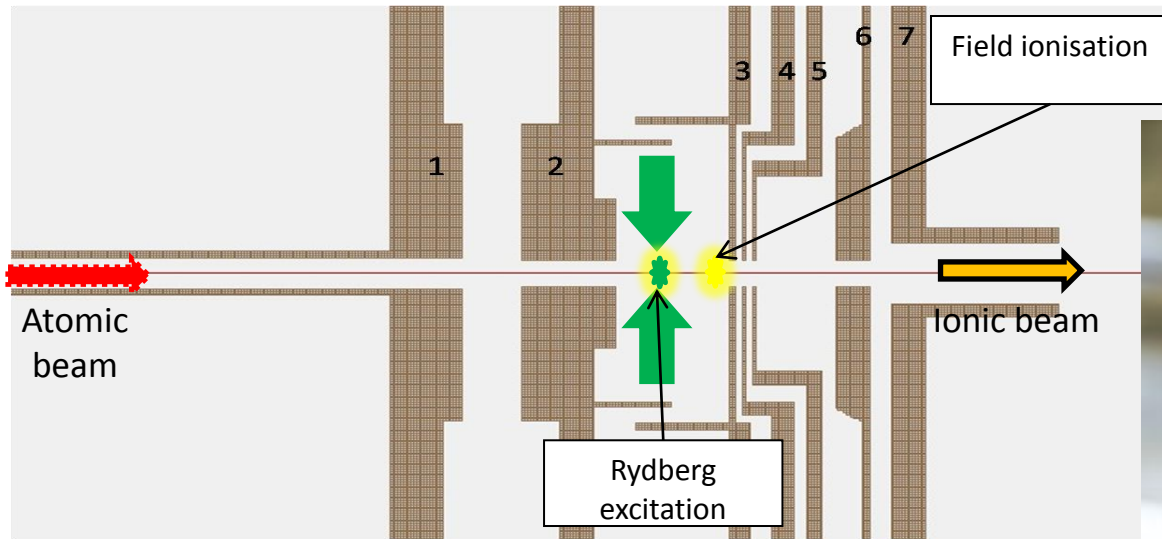 1
2
3
4
5
6
7
Field ionisation
Atomic
beam
Ionic beam
Rydberg
excitation